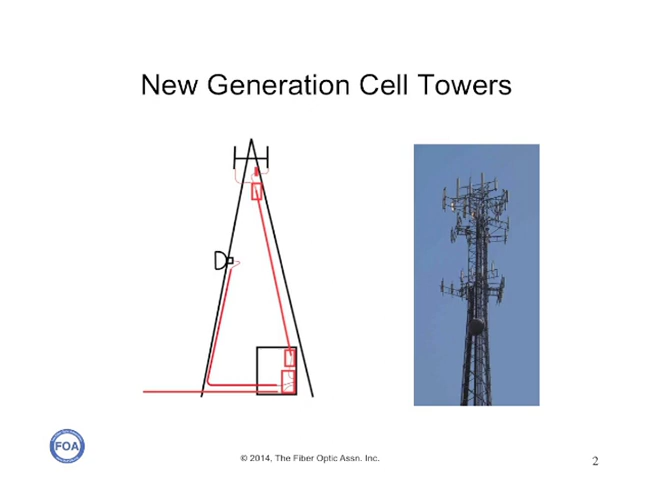 New Generation Cell Towers
FOA
© 2014, The Fiber Optic Assn. Inc.
2